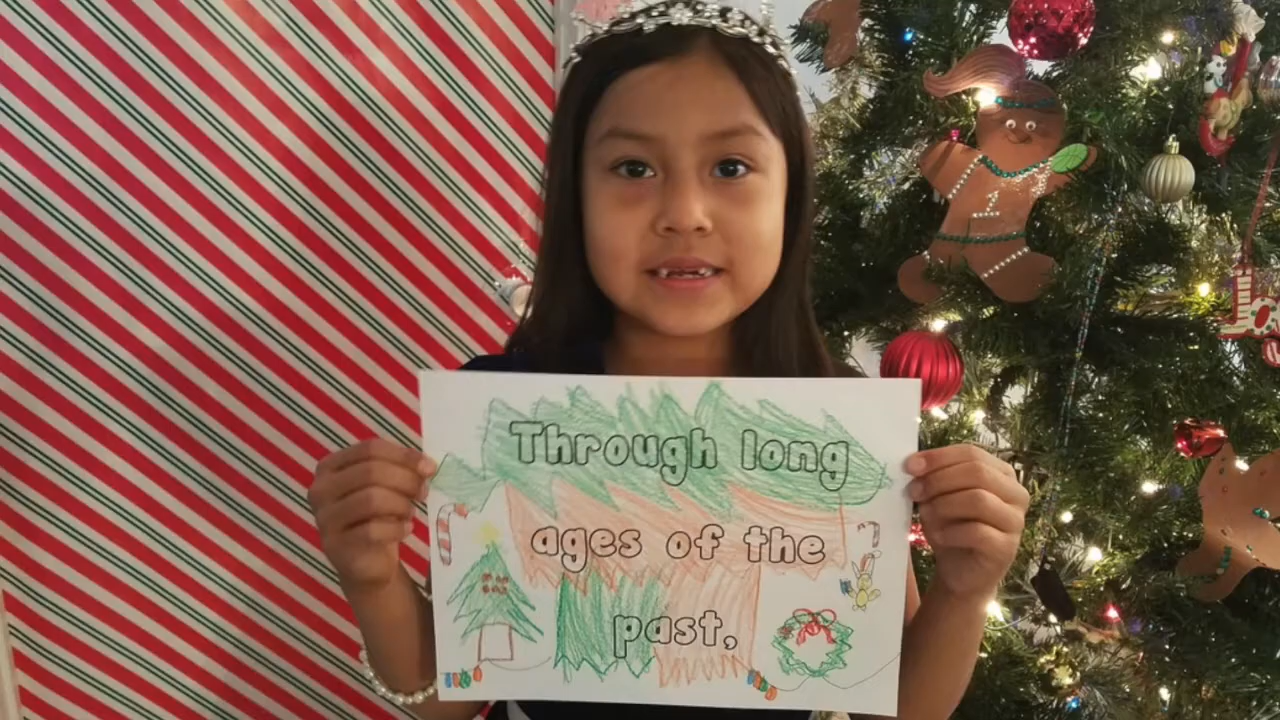 Through long
ages of the
past,